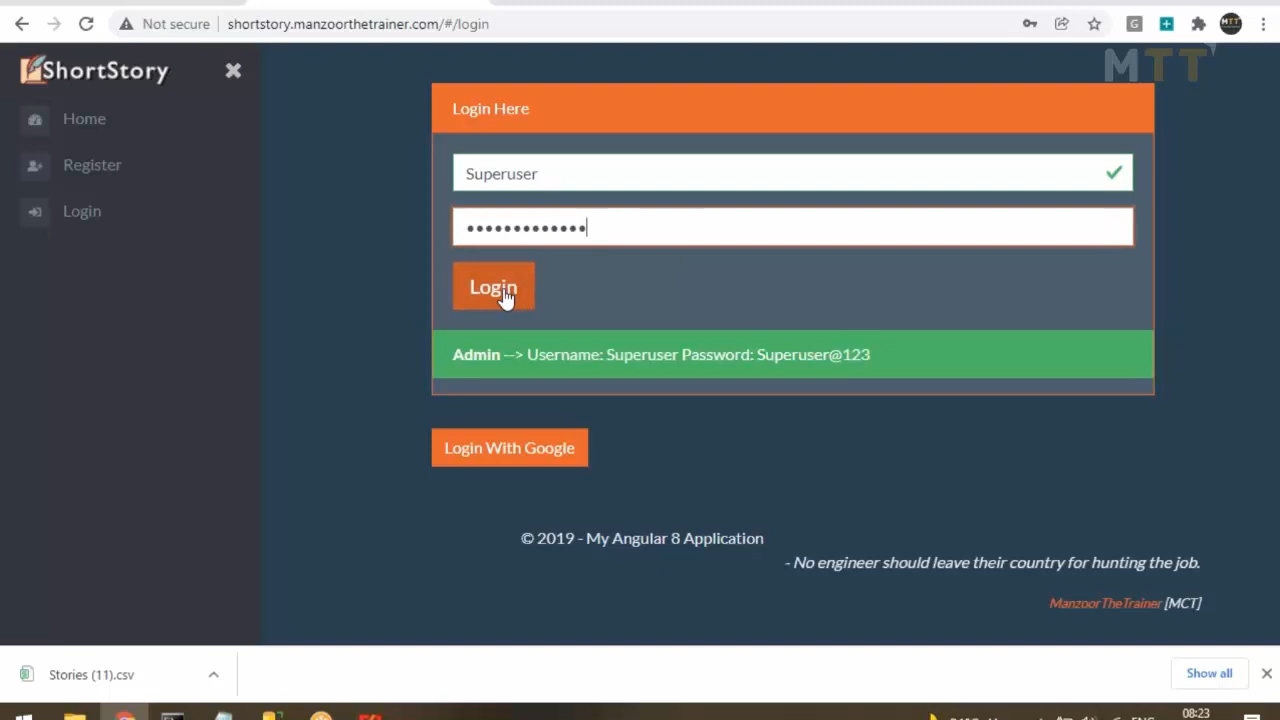 Not secure
shortstory.manzoorthetrainer.com/#/login
G
MTT
ShortStory
MTT
Home
Register
Login
Login Here
Superuser
Login
Admin --> Username: Superuser Password: Superuser@123
Login With Google
© 2019 - My Angular 8 Application
- No engineer should leave their country for hunting the job.
ManzoorTheTrainer [MCT]
Stories (11).csv
Show all
08:23